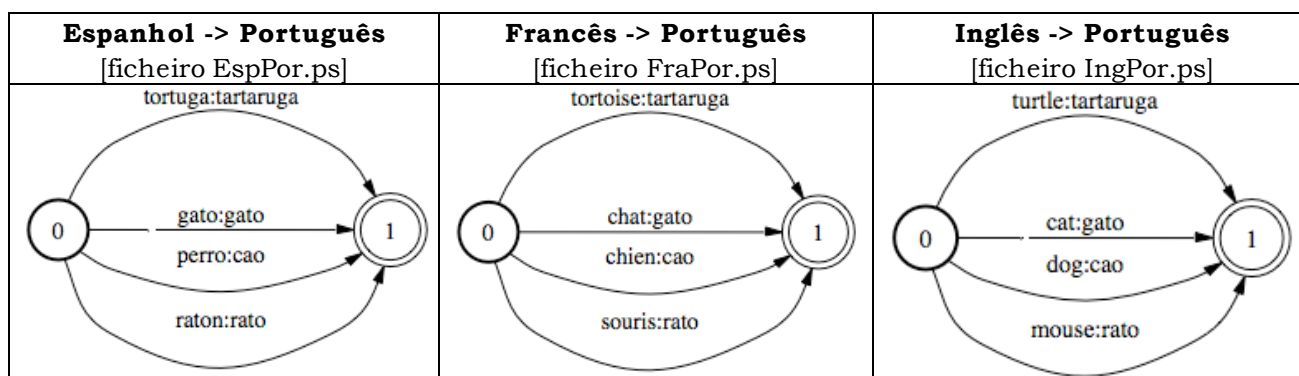 Espanhol -> Português
[ficheiro EspPor.ps]
tortuga:tartaruga
0
gato:gato
1
perro:cao
raton:rato
Francês -> Português
[ficheiro FraPor.ps]
tortoise:tartaruga
0
chat:gato
1
chien:cao
souris:rato
Inglês -> Português
[ficheiro IngPor.ps]
turtle:tartaruga
0
cat:gato
1
dog:cao
mouse:rato